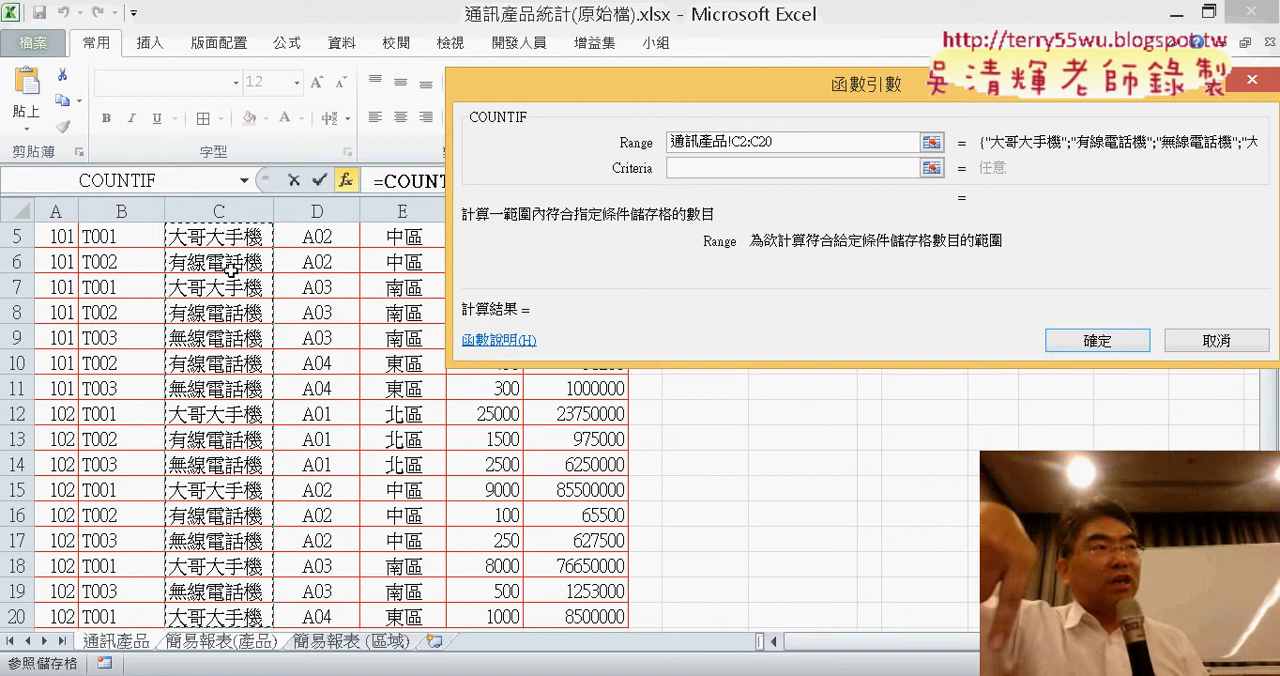 通訊產品統計(原始檔).xlsx - Microsoft Excel
檔案 常用 插入 版面配置 公式 資料 校閱 檢視 開發人員 增益集 小組
http://terry55wu.blogspot.tw
吳清輝老師錄製
貼上
12
B I U
剪貼簿 字型
函數引數
COUNTIF
Range 通訊產品!C2:C20 = {"大哥大手機";"有線電話機";"無線電話機";"大
Criteria = 任意
=
計算一範圍內符合指定條件儲存格的數目
Range 為欲計算符合給定條件儲存格數目的範圍
計算結果 =
函數說明(H)
確定 取消
COUNTIF fx =COUNT
A B C D E
5 101 T001 大哥大手機 A02 中區
6 101 T002 有線電話機 A02 中區
7 101 T001 大哥大手機 A03 南區
8 101 T002 有線電話機 A03 南區
9 101 T003 無線電話機 A03 南區
10 101 T002 有線電話機 A04 東區
11 101 T003 無線電話機 A04 東區 300 1000000
12 102 T001 大哥大手機 A01 北區 25000 23750000
13 102 T002 有線電話機 A01 北區 1500 975000
14 102 T003 無線電話機 A01 北區 2500 6250000
15 102 T001 大哥大手機 A02 中區 9000 85500000
16 102 T002 有線電話機 A02 中區 100 65500
17 102 T003 無線電話機 A02 中區 250 627500
18 102 T001 大哥大手機 A03 南區 8000 76650000
19 102 T003 無線電話機 A03 南區 500 1253000
20 102 T001 大哥大手機 A04 東區 1000 8500000
通訊產品 簡易報表(產品) 簡易報表 (區域)
參照儲存格